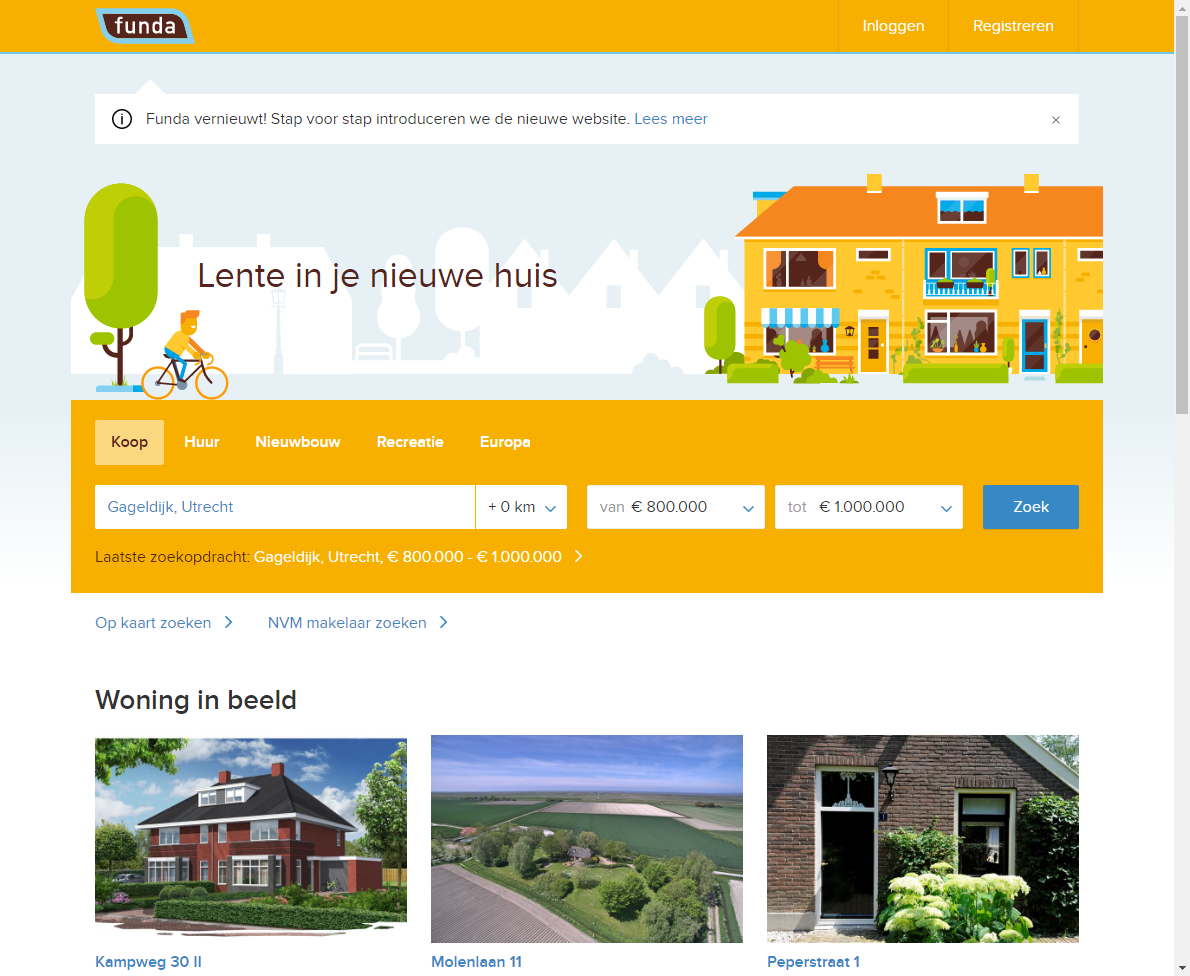 funda
Inloggen
Registreren
Funda vernieuwt! Stap voor stap introduceren we de nieuwe website. Lees meer
Lente in je nieuwe huis
Koop
Huur
Nieuwbouw
Recreatie
Europa
Gageldijk, Utrecht
+ 0 km
van € 800.000
tot € 1.000.000
Zoek
Laatste zoekopdracht: Gageldijk, Utrecht, € 800.000 - € 1.000.000
Op kaart zoeken
NVM makelaar zoeken
Woning in beeld
Kampweg 30 II
Molenlaan 11
Peperstraat 1